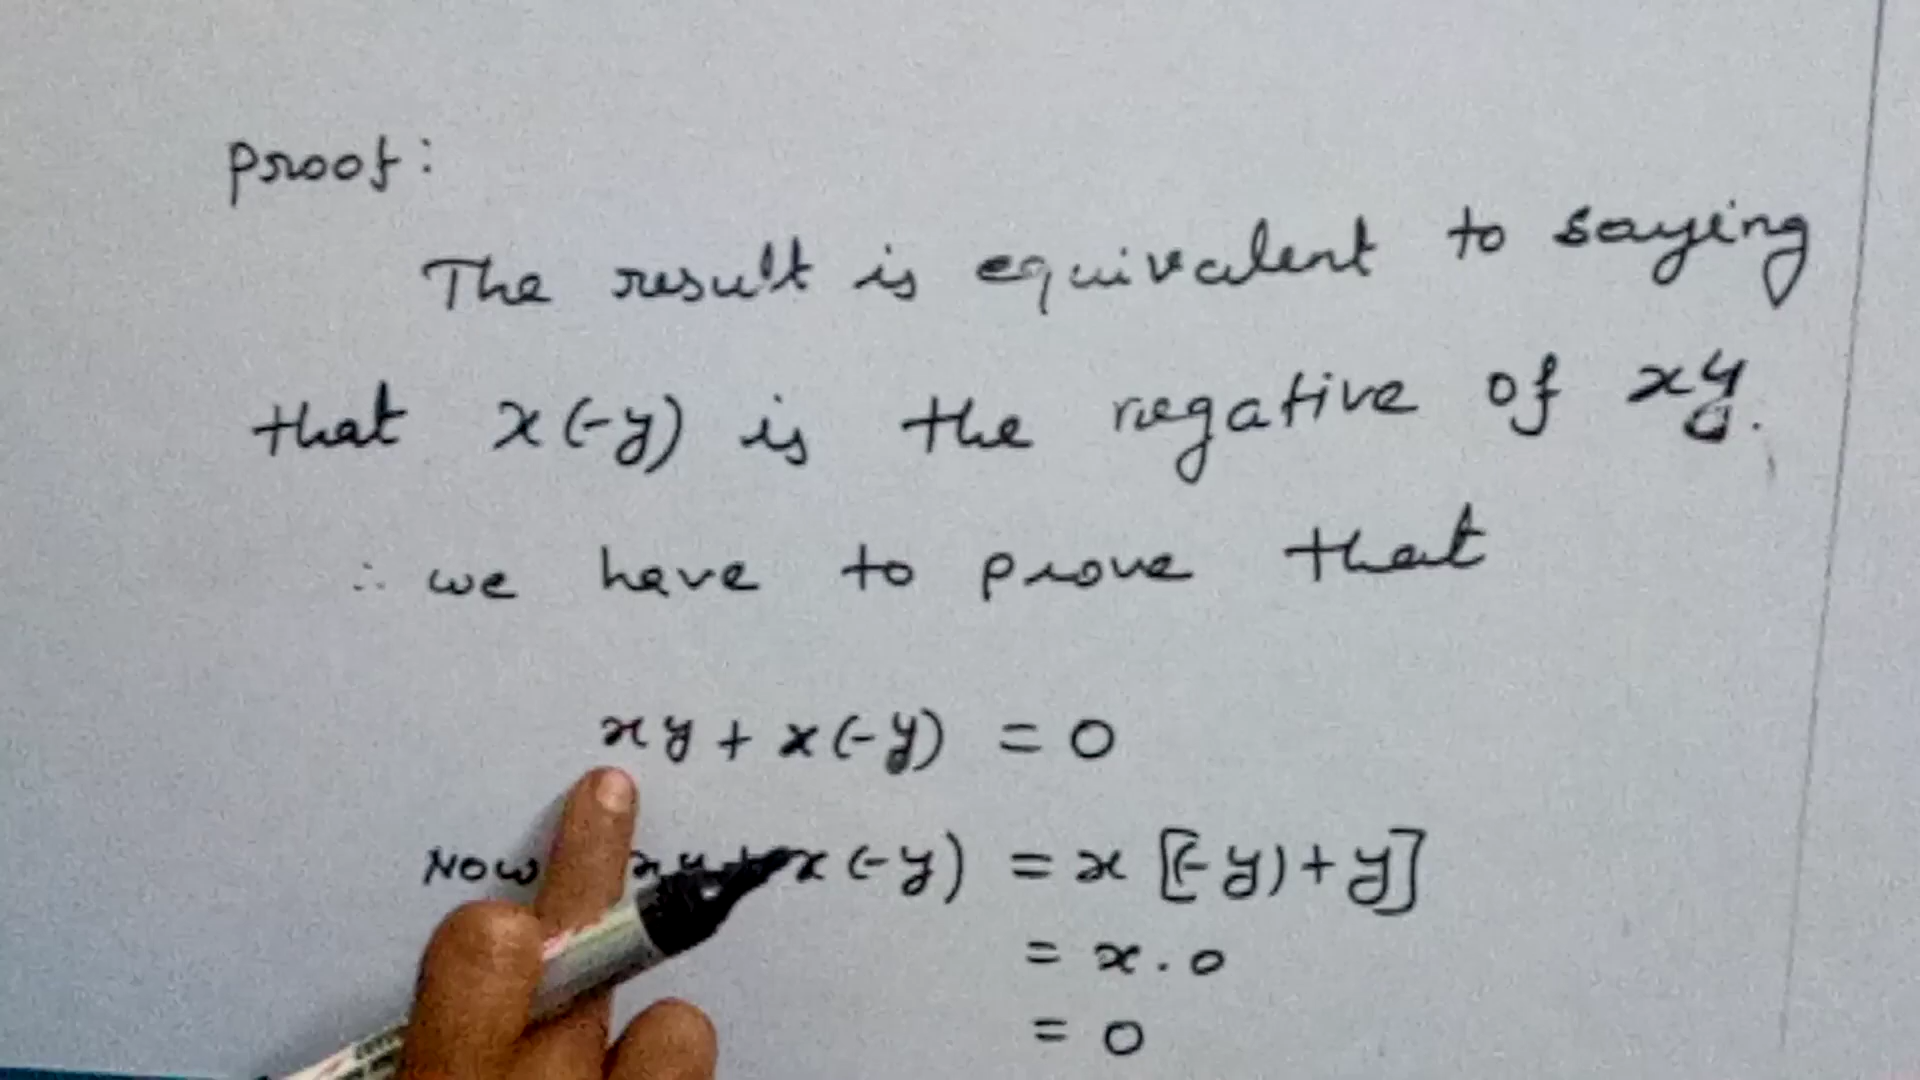 Proof:
The result is equivalent to saying
that x(-y) is the negative of xy.
∴ we have to prove that
xy + x(-y) = 0
Now xy + x(-y) = x [(-y) + y]
= x . 0
= 0